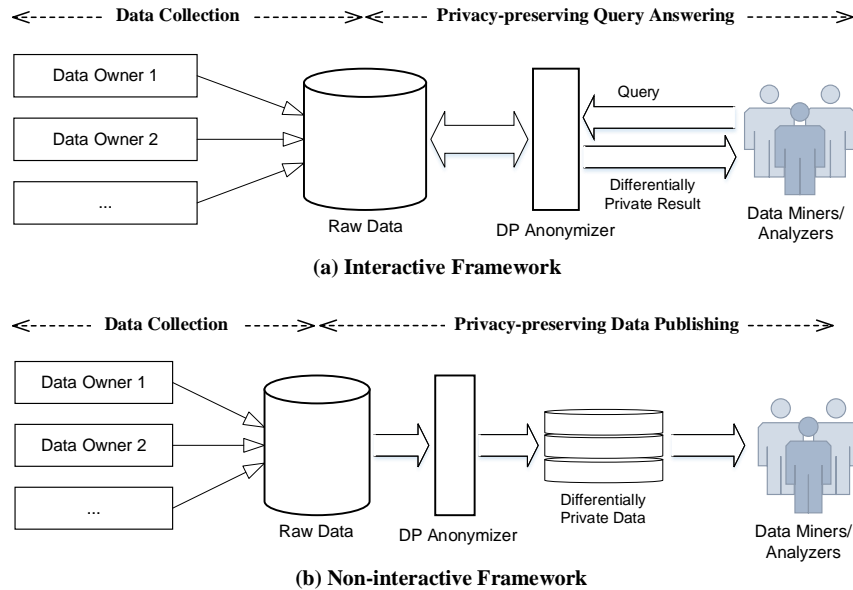 Data Collection
Privacy-preserving Query Answering
Data Owner 1
Data Owner 2
...
Raw Data
DP Anonymizer
Query
Differentially
Private Result
Data Miners/
Analyzers
(a) Interactive Framework
Data Collection
Privacy-preserving Data Publishing
Data Owner 1
Data Owner 2
...
Raw Data
DP Anonymizer
Differentially
Private Data
Data Miners/
Analyzers
(b) Non-interactive Framework